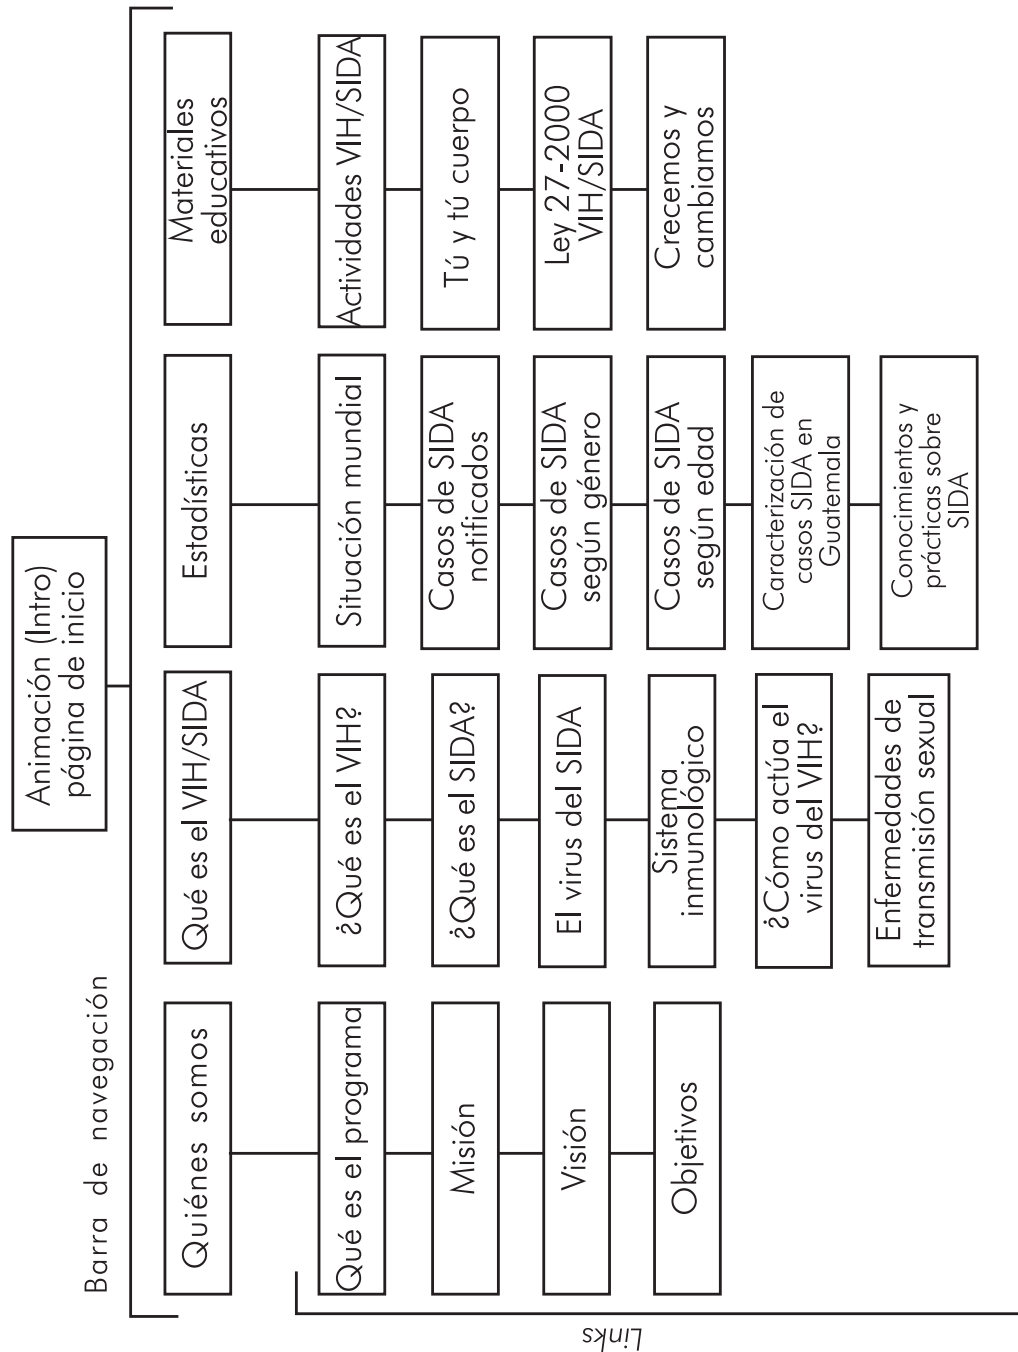 Animación (Intro)
página de inicio
Barra de navegación
Quiénes somos
Qué es el programa
Misión
Visión
Objetivos
Qué es el VIH/SIDA
¿Qué es el VIH?
¿Qué es el SIDA?
El virus del SIDA
Sistema
inmunológico
¿Cómo actúa el
virus del VIH?
Enfermedades de
transmisión sexual
Estadísticas
Situación mundial
Casos de SIDA
notificados
Casos de SIDA
según género
Casos de SIDA
según edad
Caracterización de
casos SIDA en
Guatemala
Conocimientos y
prácticas sobre
SIDA
Materiales
educativos
Actividades VIH/SIDA
Tú y tú cuerpo
Ley 27-2000
VIH/SIDA
Crecemos y
cambiamos
Links